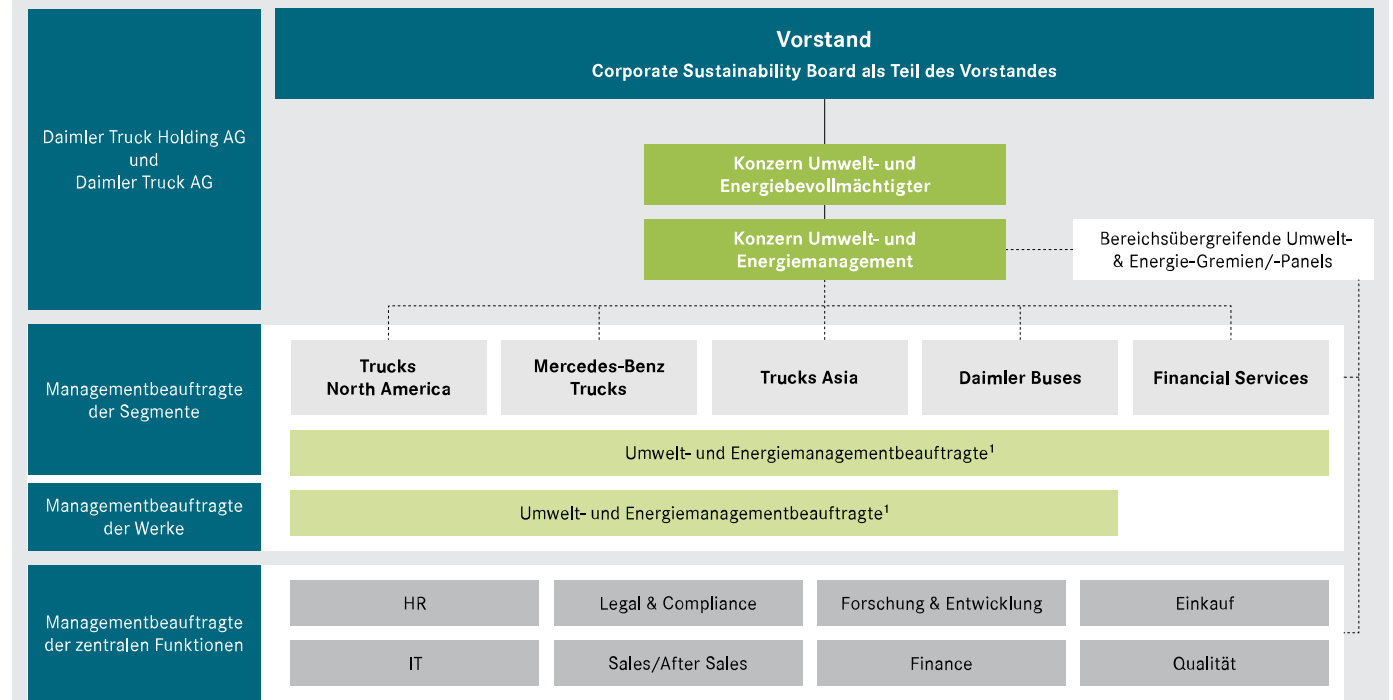 Vorstand
Corporate Sustainability Board als Teil des Vorstandes
Daimler Truck Holding AG
und
Daimler Truck AG
Konzern Umwelt- und
Energiebevollmächtigter
Konzern Umwelt- und
Energiemanagement
Bereichsübergreifende Umwelt-
& Energie-Gremien/-Panels
Managementbeauftragte
der Segmente
Trucks
North America
Mercedes-Benz
Trucks
Trucks Asia
Daimler Buses
Financial Services
Umwelt- und Energiemanagementbeauftragte¹
Managementbeauftragte
der Werke
Umwelt- und Energiemanagementbeauftragte¹
Managementbeauftragte
der zentralen Funktionen
HR
Legal & Compliance
Forschung & Entwicklung
Einkauf
IT
Sales/After Sales
Finance
Qualität